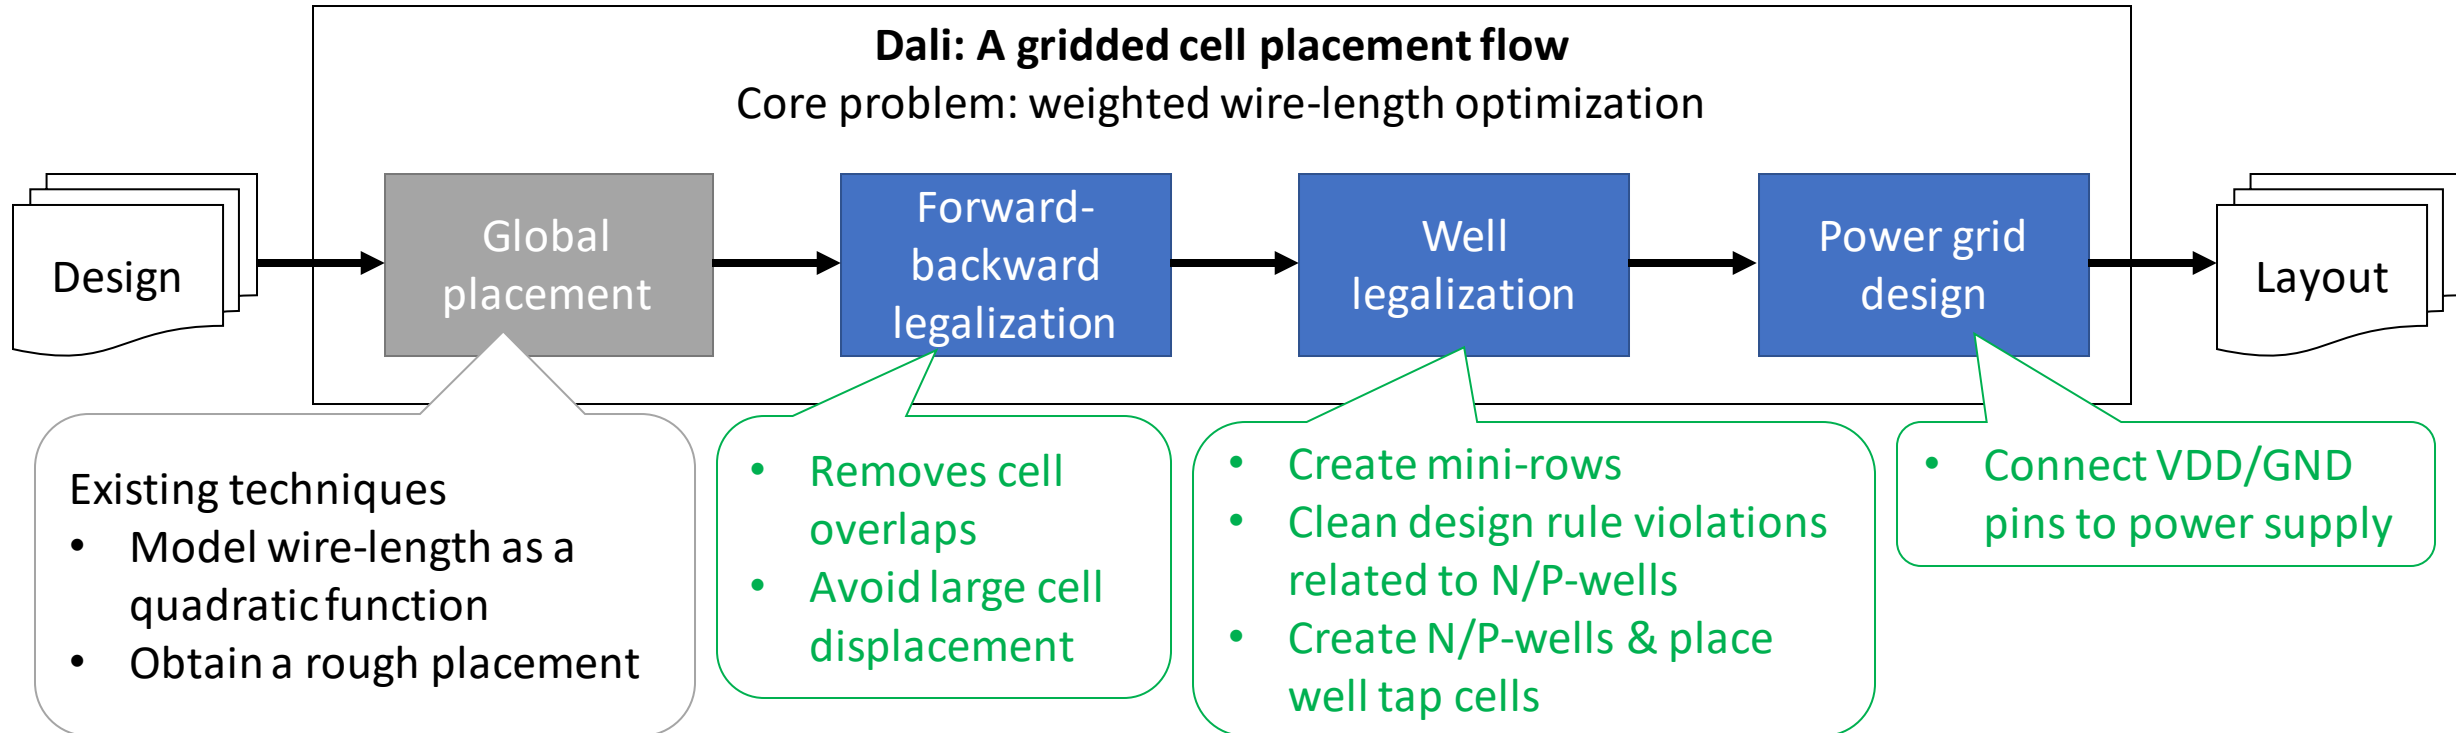 Dali: A gridded cell placement flow
Core problem: weighted wire-length optimization
Design
Global
placement
Forward-
backward
legalization
Well
legalization
Power grid
design
Layout
Existing techniques
• Model wire-length as a
quadratic function
• Obtain a rough placement
• Removes cell
overlaps
• Avoid large cell
displacement
• Create mini-rows
• Clean design rule violations
related to N/P-wells
• Create N/P-wells & place
well tap cells
• Connect VDD/GND
pins to power supply